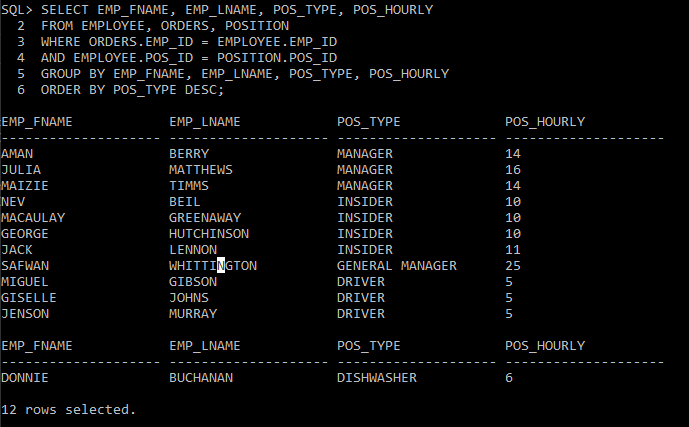 SQL> SELECT EMP_FNAME, EMP_LNAME, POS_TYPE, POS_HOURLY
2 FROM EMPLOYEE, ORDERS, POSITION
3 WHERE ORDERS.EMP_ID = EMPLOYEE.EMP_ID
4 AND EMPLOYEE.POS_ID = POSITION.POS_ID
5 GROUP BY EMP_FNAME, EMP_LNAME, POS_TYPE, POS_HOURLY
6 ORDER BY POS_TYPE DESC;
EMP_FNAME EMP_LNAME POS_TYPE POS_HOURLY
-------------------- -------------------- -------------------- --------------------
AMAN BERRY MANAGER 14
JULIA MATTHEWS MANAGER 16
MAIZIE TIMMS MANAGER 14
NEV BEIL INSIDER 10
MACAULAY GREENAWAY INSIDER 10
GEORGE HUTCHINSON INSIDER 10
JACK LENNON INSIDER 11
SAFWAN WHITTINGTON GENERAL MANAGER 25
MIGUEL GIBSON DRIVER 5
GISELLE JOHNS DRIVER 5
JENSON MURRAY DRIVER 5
EMP_FNAME EMP_LNAME POS_TYPE POS_HOURLY
-------------------- -------------------- -------------------- --------------------
DONNIE BUCHANAN DISHWASHER 6
12 rows selected.